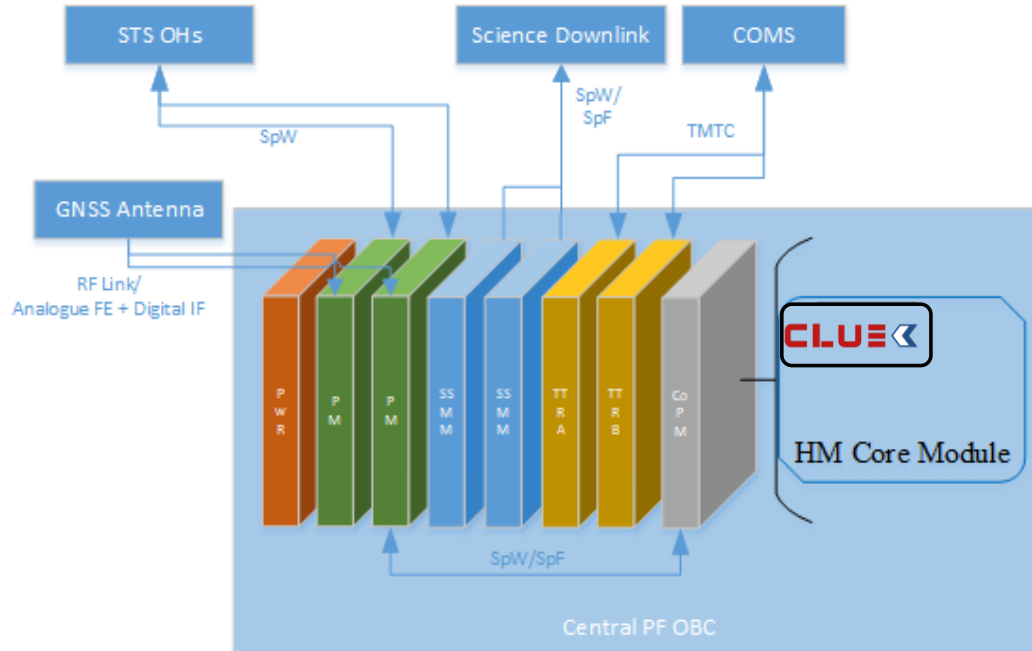 STS OHs
Science Downlink
COMS
SpW
SpW/
SpF
TMTC
GNSS Antenna
RF Link/
Analogue FE + Digital IF
P
W
R
P
M
P
M
SS
M
M
SS
M
M
TT
R
A
TT
R
B
Co
P
M
CLUE
HM Core Module
SpW/SpF
Central PF OBC